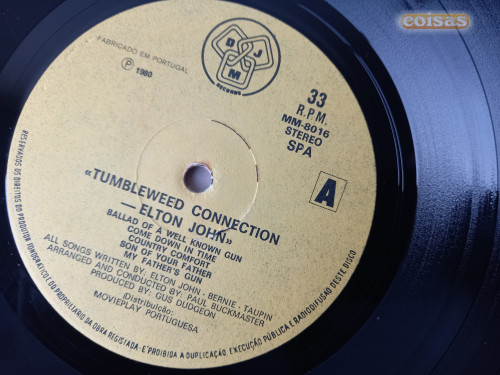 coisas
FABRICADO EM PORTUGAL
Ⓟ 1980
DJM
RECORDS
33
R.P.M.
MM-8016
STEREO
SPA
A
«TUMBLEWEED CONNECTION
—ELTON JOHN»
BALLAD OF A WELL KNOWN GUN
COME DOWN IN TIME
COUNTRY COMFORT
SON OF YOUR FATHER
MY FATHER'S GUN
ALL SONGS WRITTEN BY: ELTON JOHN - BERNIE - TAUPIN
ARRANGED AND CONDUCTED BY: PAUL BUCKMASTER
PRODUCED BY: GUS DUDGEON
(Distribuição:
MOVIEPLAY PORTUGUESA
RESERVADOS OS DIREITOS DO PRODUTOR FONOGRÁFICO E DO PROPRIETÁRIO DA OBRA REGISTADA - É PROIBIDA A DUPLICAÇÃO, EXECUÇÃO PÚBLICA E RADIODIFUSÃO DESTE DISCO